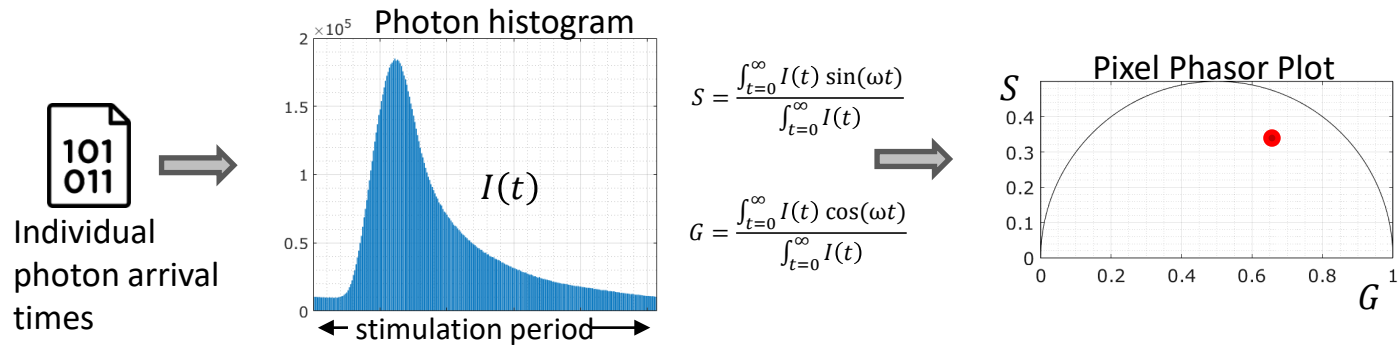 101
011
Individual
photon arrival
times
Photon histogram
×10⁵
2
1.5
1
0.5
0
I(t)
stimulation period
S = ∫_{t=0}^{∞} I(t) sin(ωt) / ∫_{t=0}^{∞} I(t)
G = ∫_{t=0}^{∞} I(t) cos(ωt) / ∫_{t=0}^{∞} I(t)
Pixel Phasor Plot
S
0.4
0.3
0.2
0.1
0
0 0.2 0.4 0.6 0.8 1
G